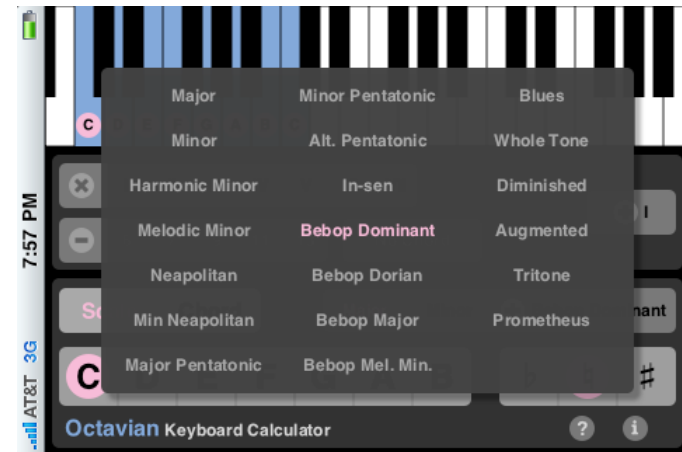 7:57 PM
AT&T 3G
C
Major Minor Pentatonic Blues
Minor Alt. Pentatonic Whole Tone
Harmonic Minor In-sen Diminished
Melodic Minor Bebop Dominant Augmented
Neapolitan Bebop Dorian Tritone
Min Neapolitan Bebop Major Prometheus
Major Pentatonic Bebop Mel. Min.
C D E F G A B ♭ ♮ ♯
Octavian Keyboard Calculator ? i